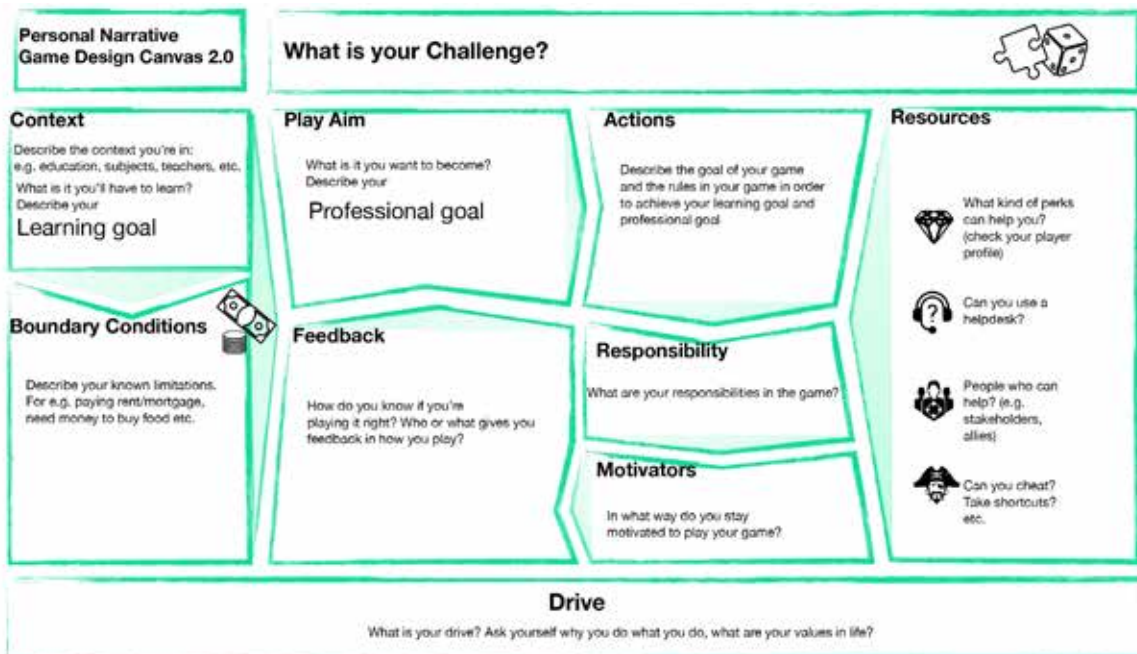 Personal Narrative
Game Design Canvas 2.0
What is your Challenge?
Context
Describe the context you're in:
e.g. education, subjects, teachers, etc.
What is it you'll have to learn?
Describe your
Learning goal
Play Aim
What is it you want to become?
Describe your
Professional goal
Actions
Describe the goal of your game
and the rules in your game in order
to achieve your learning goal and
professional goal
Resources
What kind of perks
can help you?
(check your player
profile)
Can you use a
helpdesk?
People who can
help? (e.g.
stakeholders,
allies)
Can you cheat?
Take shortcuts?
etc.
Boundary Conditions
Describe your known limitations.
For e.g. paying rent/mortgage,
need money to buy food etc.
Feedback
How do you know if you're
playing it right? Who or what gives you
feedback in how you play?
Responsibility
What are your responsibilities in the game?
Motivators
In what way do you stay
motivated to play your game?
Drive
What is your drive? Ask yourself why you do what you do, what are your values in life?